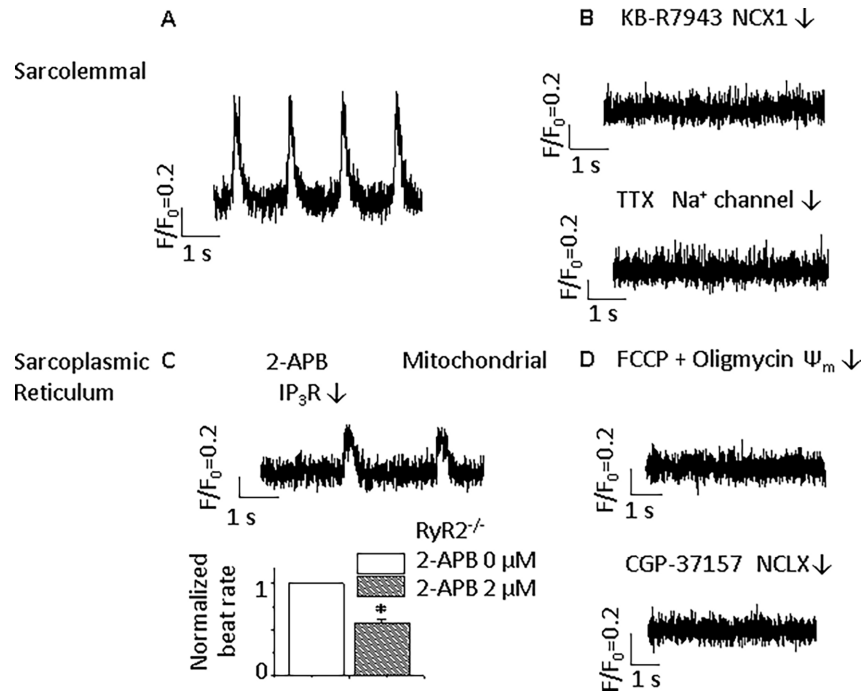 A
Sarcolemmal
F/F₀=0.2
1 s
B
KB-R7943 NCX1 ↓
F/F₀=0.2
1 s
TTX Na⁺ channel ↓
F/F₀=0.2
1 s
Sarcoplasmic
Reticulum
C
2-APB
IP₃R ↓
F/F₀=0.2
1 s
RyR2⁻/⁻
2-APB 0 μM
2-APB 2 μM
Normalized
beat rate
1
0
*
Mitochondrial
D
FCCP + Oligmycin Ψₘ ↓
F/F₀=0.2
1 s
CGP-37157 NCLX ↓
F/F₀=0.2
1 s